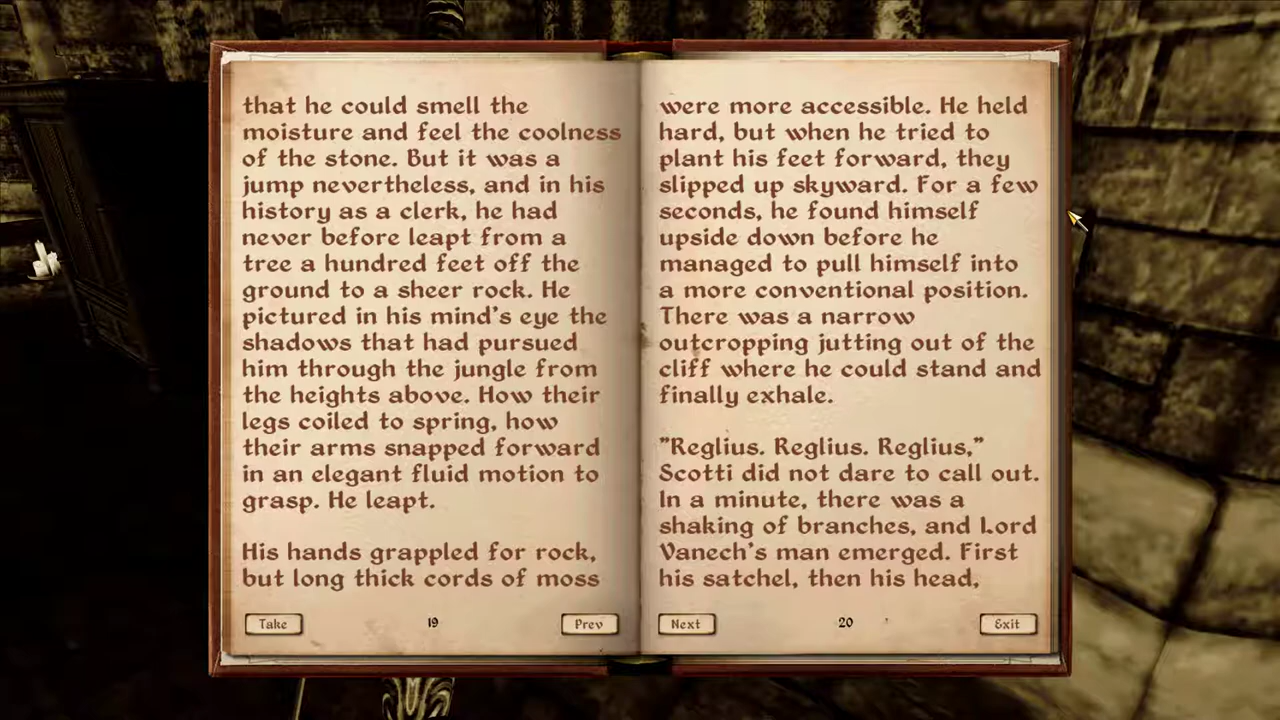 that he could smell the
moisture and feel the coolness
of the stone. But it was a
jump nevertheless, and in his
history as a clerk, he had
never before leapt from a
tree a hundred feet off the
ground to a sheer rock. He
pictured in his mind's eye the
shadows that had pursued
him through the jungle from
the heights above. How their
legs coiled to spring, how
their arms snapped forward
in an elegant fluid motion to
grasp. He leapt.
His hands grappled for rock,
but long thick cords of moss
Take
19
Prev
were more accessible. He held
hard, but when he tried to
plant his feet forward, they
slipped up skyward. For a few
seconds, he found himself
upside down before he
managed to pull himself into
a more conventional position.
There was a narrow
outcropping jutting out of the
cliff where he could stand and
finally exhale.
"Reglius. Reglius. Reglius,"
Scotti did not dare to call out.
In a minute, there was a
shaking of branches, and Lord
Vanech's man emerged. First
his satchel, then his head,
Next
20
Exit